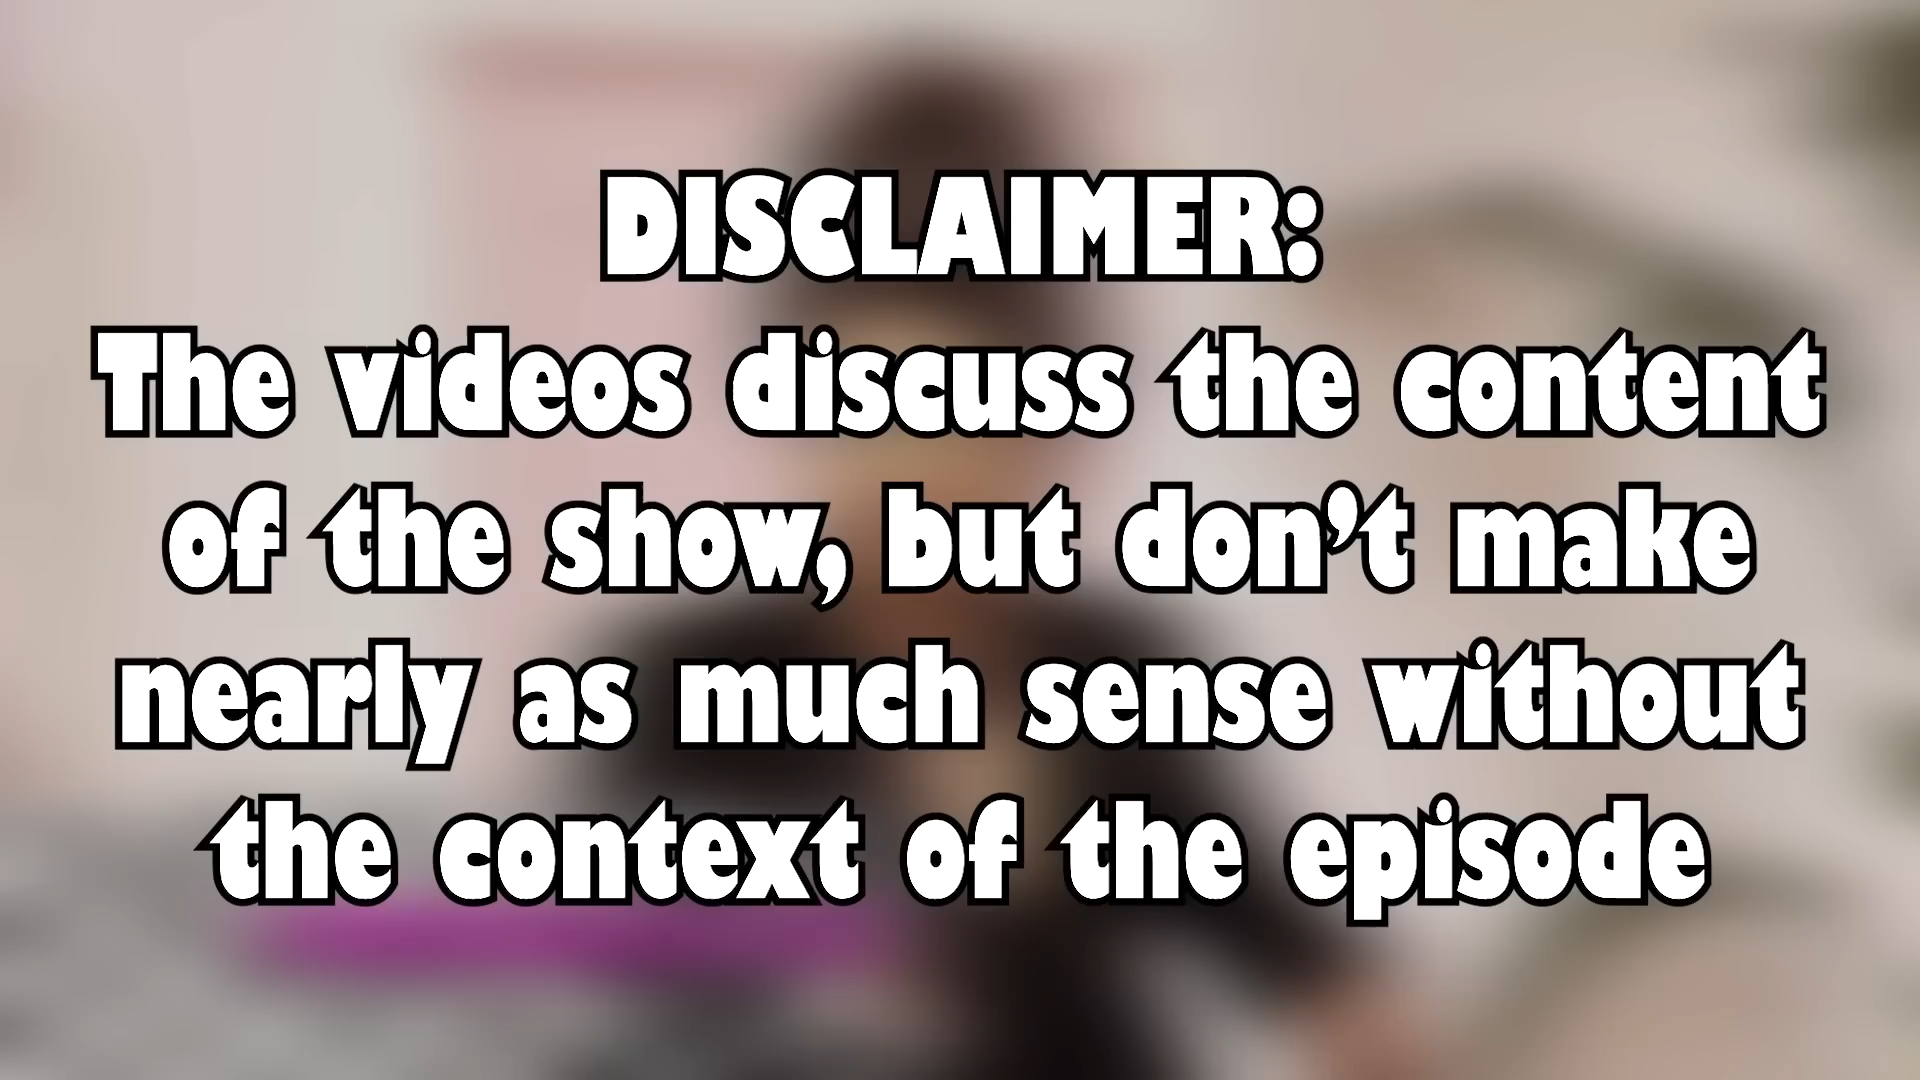 DISCLAIMER:
The videos discuss the content
of the show, but don't make
nearly as much sense without
the context of the episode